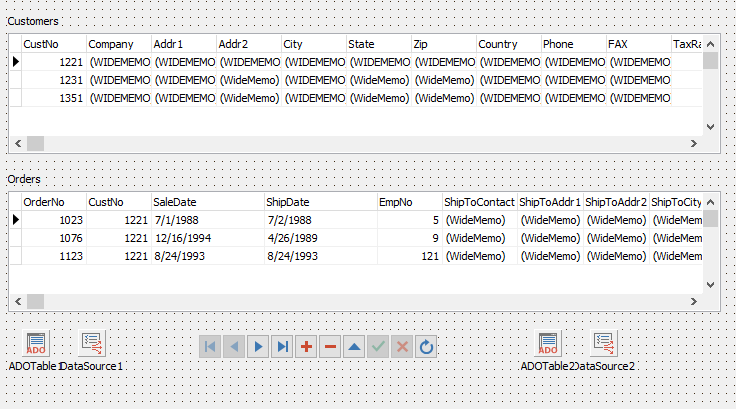 Customers
CustNo Company Addr1 Addr2 City State Zip Country Phone FAX TaxRa
1221 (WIDEMEMO (WIDEMEMO (WIDEMEMO (WIDEMEMO (WIDEMEMO (WIDEMEMO (WIDEMEMO (WIDEMEMO (WIDEMEMO
1231 (WIDEMEMO (WIDEMEMO (WideMemo) (WIDEMEMO (WideMemo) (WideMemo) (WIDEMEMO (WIDEMEMO (WIDEMEMO
1351 (WIDEMEMO (WIDEMEMO (WIDEMEMO (WIDEMEMO (WideMemo) (WideMemo) (WIDEMEMO (WIDEMEMO (WIDEMEMO
Orders
OrderNo CustNo SaleDate ShipDate EmpNo ShipToContact ShipToAddr1 ShipToAddr2 ShipToCity
1023 1221 7/1/1988 7/2/1988 5 (WideMemo) (WideMemo) (WideMemo) (WideMem
1076 1221 12/16/1994 4/26/1989 9 (WideMemo) (WideMemo) (WideMemo) (WideMem
1123 1221 8/24/1993 8/24/1993 121 (WideMemo) (WideMemo) (WideMemo) (WideMem
ADO ADO
ADOTable1 DataSource1 ADOTable2 DataSource2